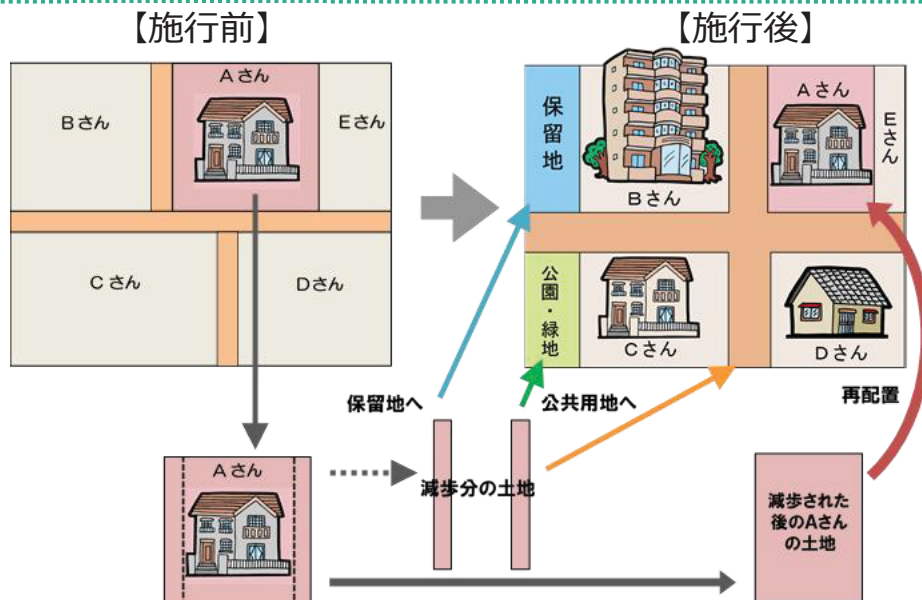 【施行前】
【施行後】
Bさん
Aさん
Eさん
Cさん
Dさん
保留地
Bさん
Aさん
Eさん
公園・緑地
Cさん
Dさん
保留地へ
公共用地へ
再配置
Aさん
減歩分の土地
減歩された
後のAさん
の土地